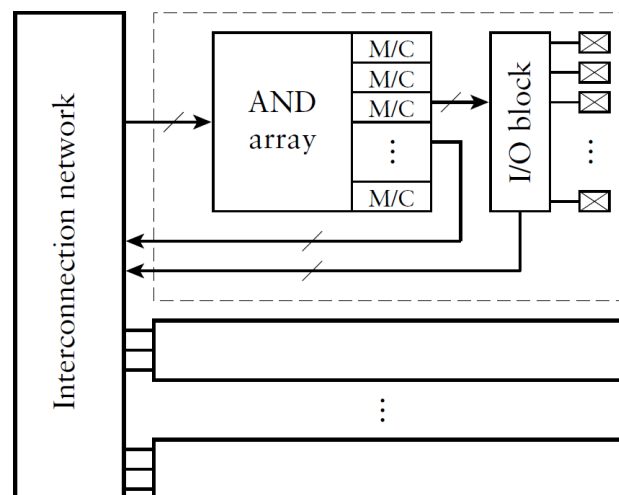 Interconnection network
AND
array
M/C
M/C
M/C
⋮
M/C
I/O block
⋮
⋮